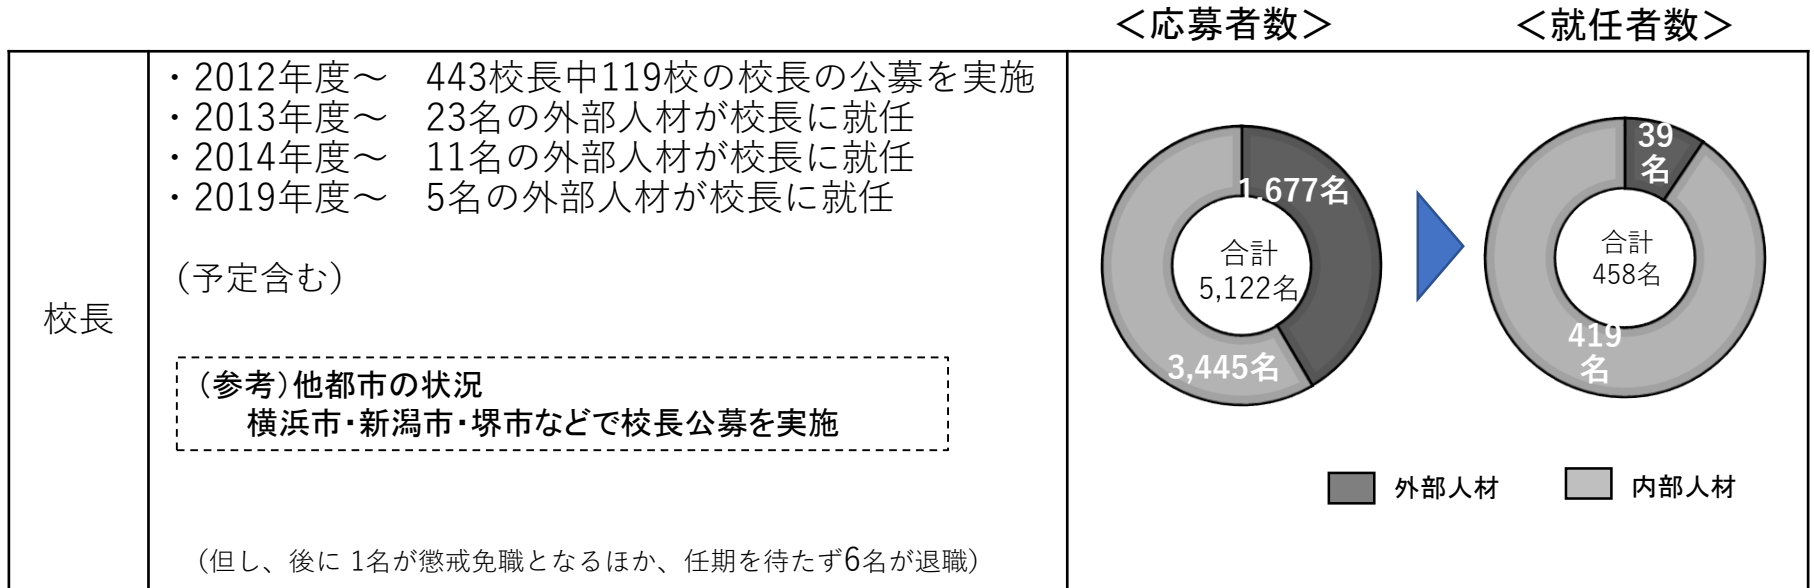 ＜応募者数＞
＜就任者数＞
校長
・2012年度～　443校長中119校の校長の公募を実施
・2013年度～　23名の外部人材が校長に就任
・2014年度～　11名の外部人材が校長に就任
・2019年度～　5名の外部人材が校長に就任
（予定含む）
（参考）他都市の状況
横浜市・新潟市・堺市などで校長公募を実施
（但し、後に 1名が懲戒免職となるほか、任期を待たず6名が退職）
1,677名
合計
5,122名
3,445名
39
名
合計
458名
419
名
外部人材
内部人材